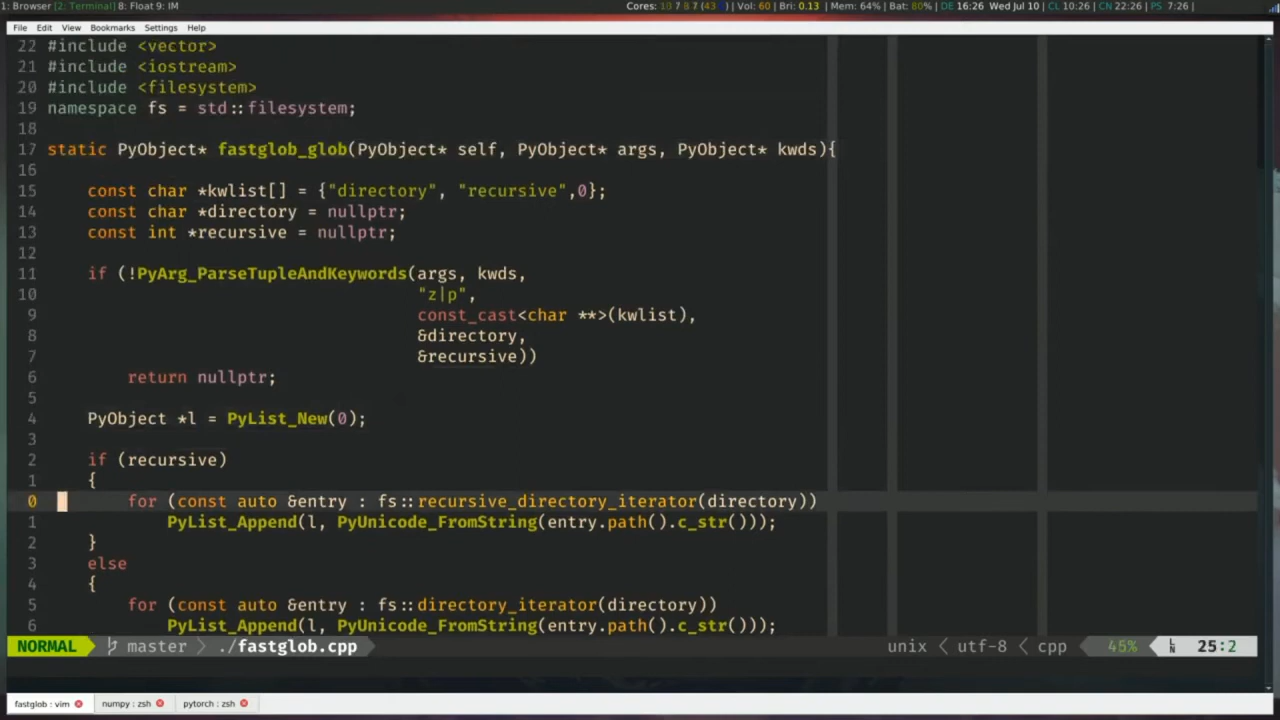 1: Browser [2: Terminal] 8: Float 9: IM
Cores: 10 7 8 7 (43 ) | Vol: 60 | Bri: 0.13 | Mem: 64% | Bat: 80% | DE 16:26 Wed Jul 10 | CL 10:26 | CN 22:26 | PS 7:26 |
File Edit View Bookmarks Settings Help
22 #include <vector>
21 #include <iostream>
20 #include <filesystem>
19 namespace fs = std::filesystem;
18
17 static PyObject* fastglob_glob(PyObject* self, PyObject* args, PyObject* kwds){
16
15 const char *kwlist[] = {"directory", "recursive",0};
14 const char *directory = nullptr;
13 const int *recursive = nullptr;
12
11 if (!PyArg_ParseTupleAndKeywords(args, kwds,
10 "z|p",
9 const_cast<char **>(kwlist),
8 &directory,
7 &recursive))
6 return nullptr;
5
4 PyObject *l = PyList_New(0);
3
2 if (recursive)
1 {
0 for (const auto &entry : fs::recursive_directory_iterator(directory))
1 PyList_Append(l, PyUnicode_FromString(entry.path().c_str()));
2 }
3 else
4 {
5 for (const auto &entry : fs::directory_iterator(directory))
6 PyList_Append(l, PyUnicode_FromString(entry.path().c_str()));
NORMAL master ./fastglob.cpp unix utf-8 cpp 45% LN 25:2
fastglob : vim numpy : zsh pytorch : zsh